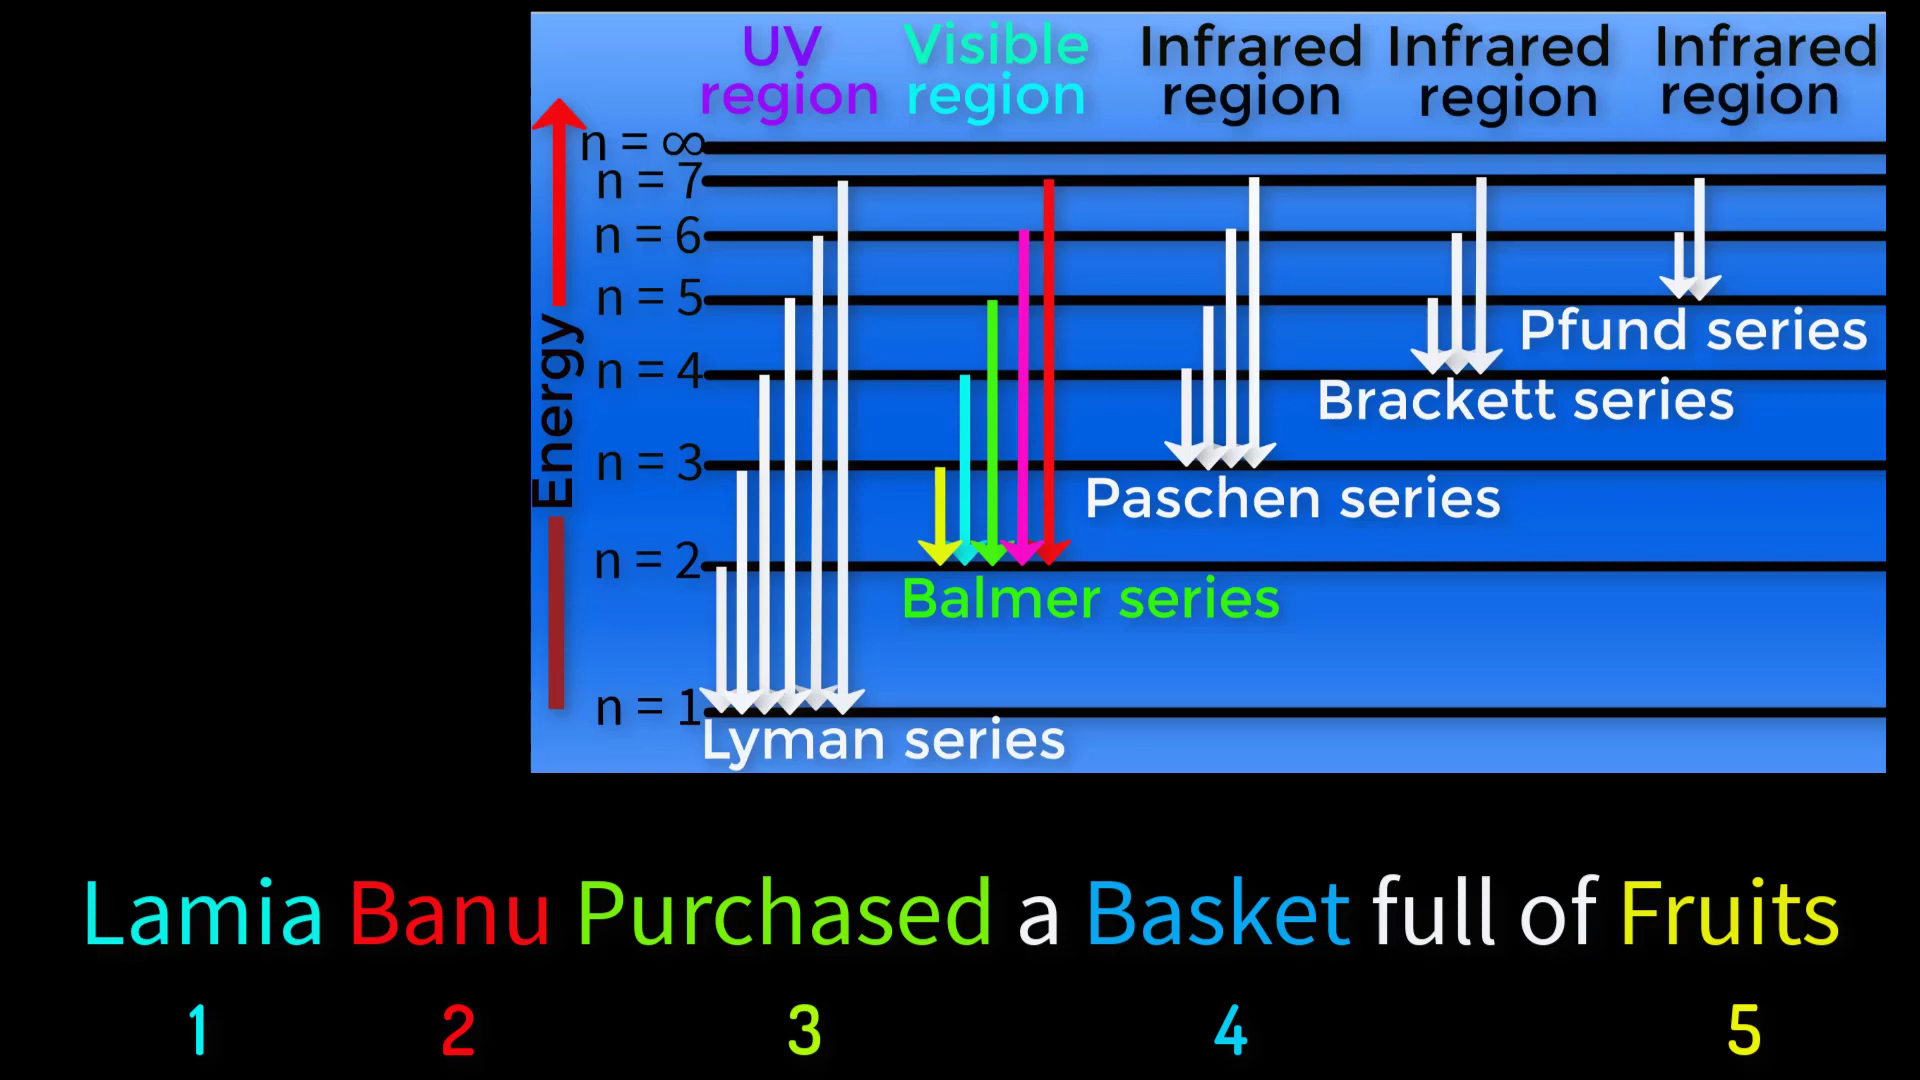 UV region
Visible region
Infrared region
Infrared region
Infrared region
n = ∞
n = 7
n = 6
n = 5
n = 4
n = 3
n = 2
n = 1
Energy
Pfund series
Brackett series
Paschen series
Balmer series
Lyman series
Lamia Banu Purchased a Basket full of Fruits
1 2 3 4 5